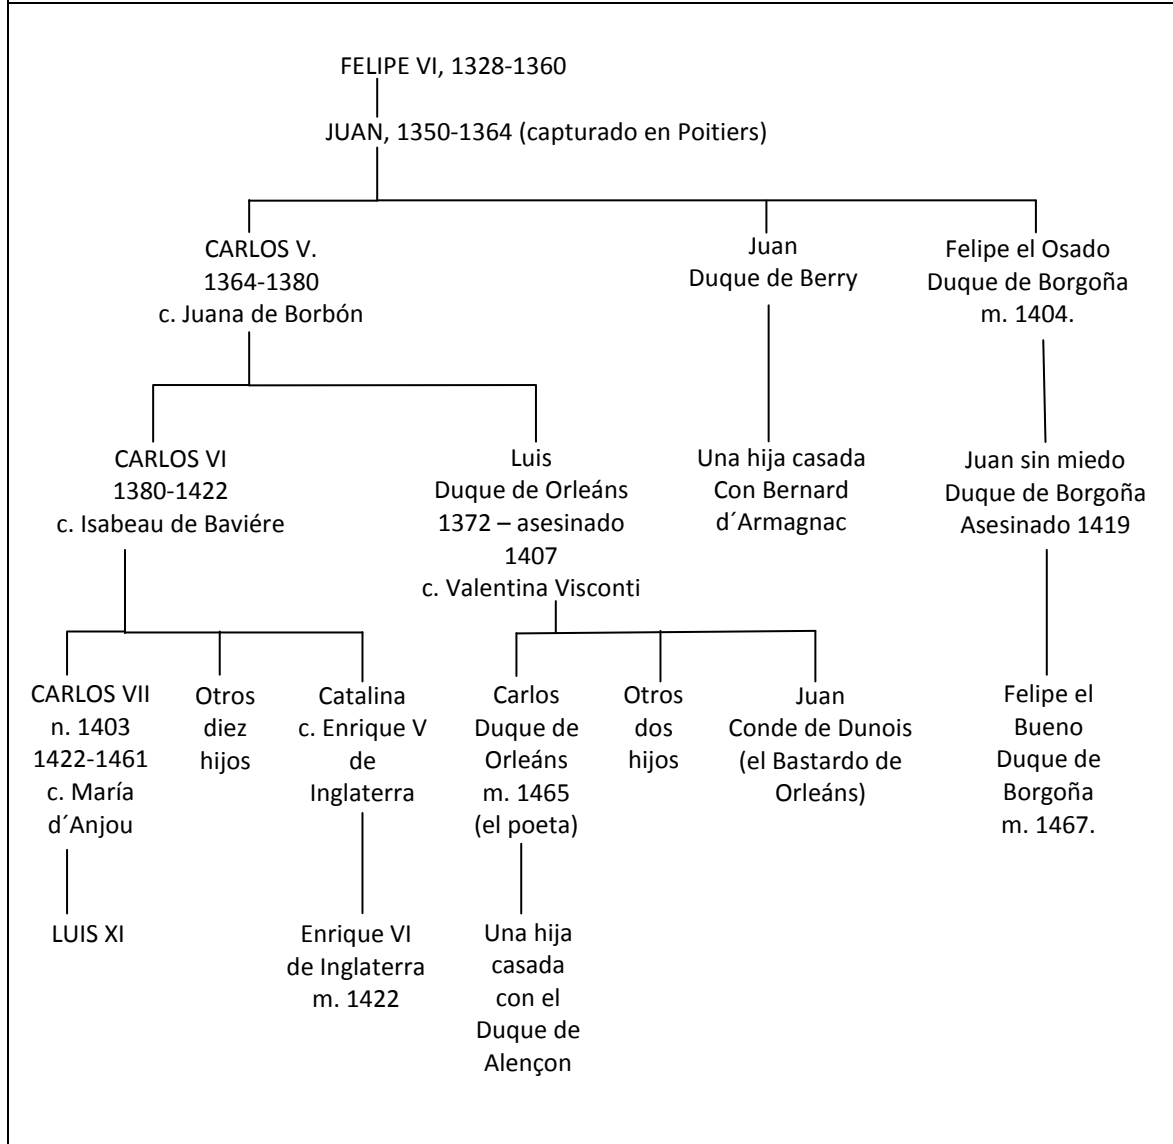 FELIPE VI, 1328-1360
JUAN, 1350-1364 (capturado en Poitiers)
CARLOS V.
1364-1380
c. Juana de Borbón
Juan
Duque de Berry
Felipe el Osado
Duque de Borgoña
m. 1404.
CARLOS VI
1380-1422
c. Isabeau de Baviére
Luis
Duque de Orleáns
1372 – asesinado
1407
c. Valentina Visconti
Una hija casada
Con Bernard
d´Armagnac
Juan sin miedo
Duque de Borgoña
Asesinado 1419
CARLOS VII
n. 1403
1422-1461
c. María
d´Anjou
Otros
diez
hijos
Catalina
c. Enrique V
de
Inglaterra
Carlos
Duque de
Orleáns
m. 1465
(el poeta)
Otros
dos
hijos
Juan
Conde de Dunois
(el Bastardo de
Orleáns)
Felipe el
Bueno
Duque de
Borgoña
m. 1467.
LUIS XI
Enrique VI
de Inglaterra
m. 1422
Una hija
casada
con el
Duque de
Alençon